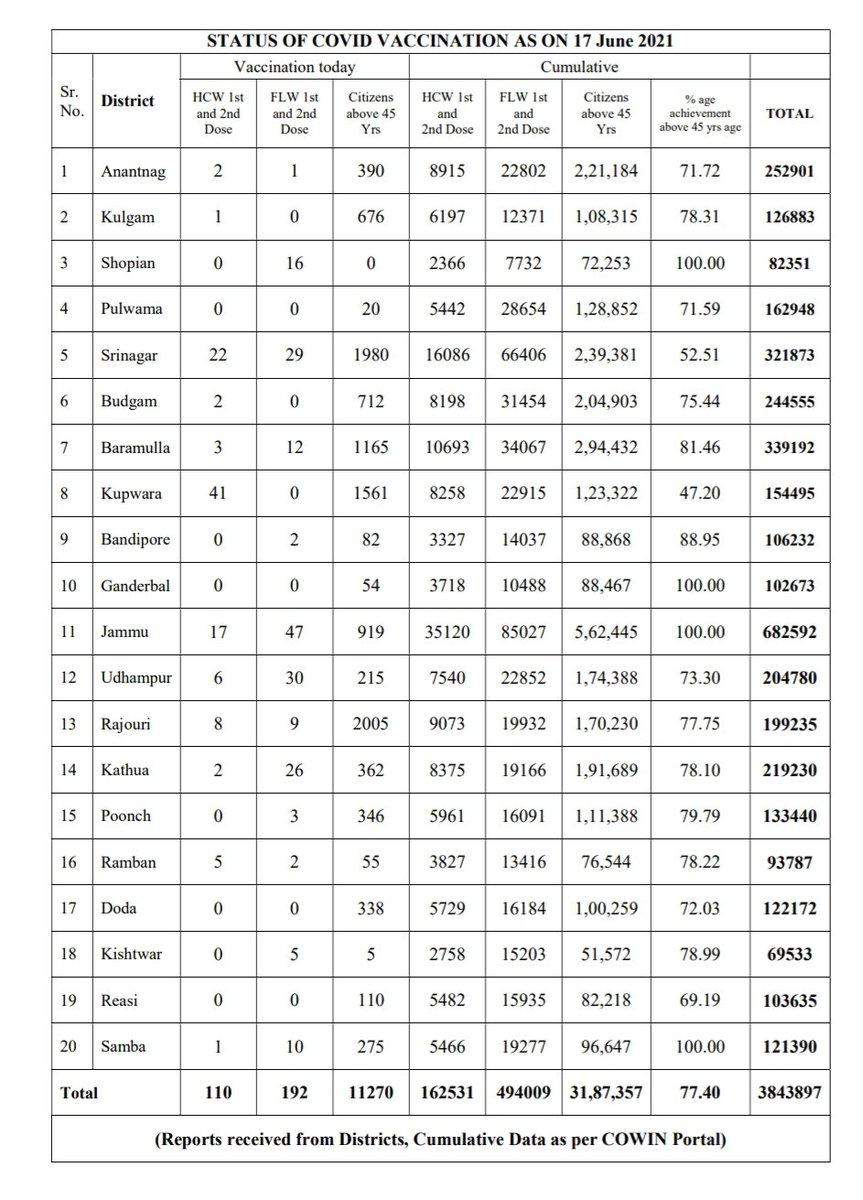 STATUS OF COVID VACCINATION AS ON 17 June 2021
Sr. No. District Vaccination today Cumulative
HCW 1st and 2nd Dose FLW 1st and 2nd Dose Citizens above 45 Yrs HCW 1st and 2nd Dose FLW 1st and 2nd Dose Citizens above 45 Yrs % age achievement above 45 yrs age TOTAL
1 Anantnag 2 1 390 8915 22802 2,21,184 71.72 252901
2 Kulgam 1 0 676 6197 12371 1,08,315 78.31 126883
3 Shopian 0 16 0 2366 7732 72,253 100.00 82351
4 Pulwama 0 0 20 5442 28654 1,28,852 71.59 162948
5 Srinagar 22 29 1980 16086 66406 2,39,381 52.51 321873
6 Budgam 2 0 712 8198 31454 2,04,903 75.44 244555
7 Baramulla 3 12 1165 10693 34067 2,94,432 81.46 339192
8 Kupwara 41 0 1561 8258 22915 1,23,322 47.20 154495
9 Bandipore 0 2 82 3327 14037 88,868 88.95 106232
10 Ganderbal 0 0 54 3718 10488 88,467 100.00 102673
11 Jammu 17 47 919 35120 85027 5,62,445 100.00 682592
12 Udhampur 6 30 215 7540 22852 1,74,388 73.30 204780
13 Rajouri 8 9 2005 9073 19932 1,70,230 77.75 199235
14 Kathua 2 26 362 8375 19166 1,91,689 78.10 219230
15 Poonch 0 3 346 5961 16091 1,11,388 79.79 133440
16 Ramban 5 2 55 3827 13416 76,544 78.22 93787
17 Doda 0 0 338 5729 16184 1,00,259 72.03 122172
18 Kishtwar 0 5 5 2758 15203 51,572 78.99 69533
19 Reasi 0 0 110 5482 15935 82,218 69.19 103635
20 Samba 1 10 275 5466 19277 96,647 100.00 121390
Total 110 192 11270 162531 494009 31,87,357 77.40 3843897
(Reports received from Districts, Cumulative Data as per COWIN Portal)